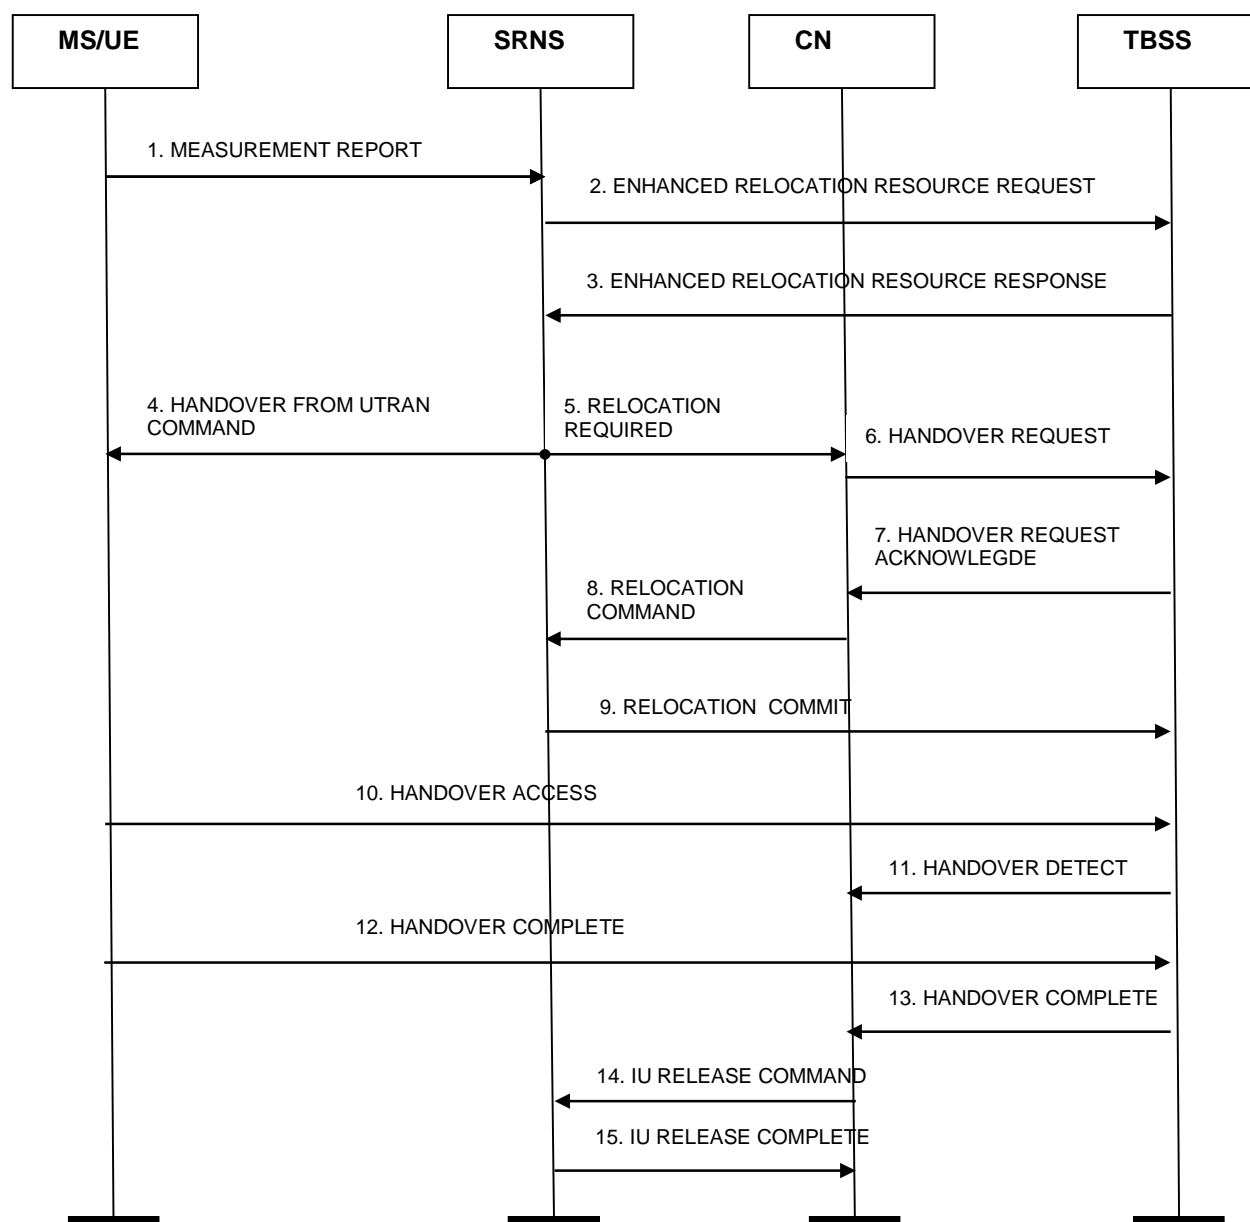 MS/UE
SRNS
CN
TBSS
1. MEASUREMENT REPORT
2. ENHANCED RELOCATION RESOURCE REQUEST
3. ENHANCED RELOCATION RESOURCE RESPONSE
4. HANDOVER FROM UTRAN
COMMAND
5. RELOCATION
REQUIRED
6. HANDOVER REQUEST
7. HANDOVER REQUEST
ACKNOWLEGDE
8. RELOCATION
COMMAND
9. RELOCATION  COMMIT
10. HANDOVER ACCESS
11. HANDOVER DETECT
12. HANDOVER COMPLETE
13. HANDOVER COMPLETE
14. IU RELEASE COMMAND
15. IU RELEASE COMPLETE